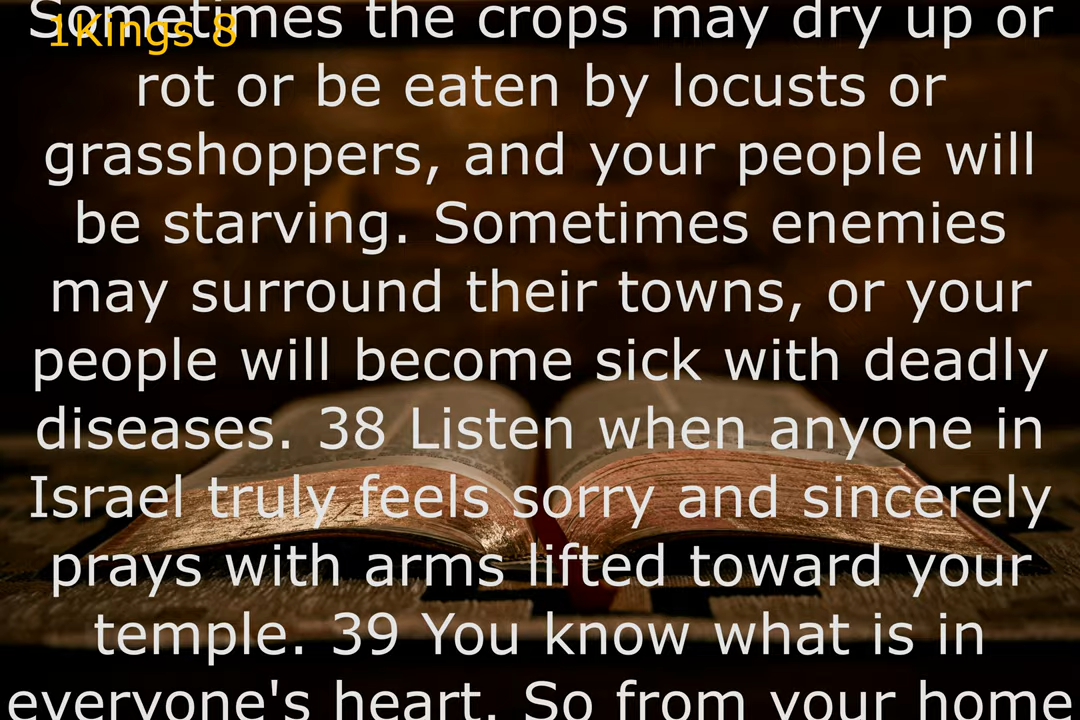 1Kings 8
Sometimes the crops may dry up or
rot or be eaten by locusts or
grasshoppers, and your people will
be starving. Sometimes enemies
may surround their towns, or your
people will become sick with deadly
diseases. 38 Listen when anyone in
Israel truly feels sorry and sincerely
prays with arms lifted toward your
temple. 39 You know what is in
everyone's heart. So from your home